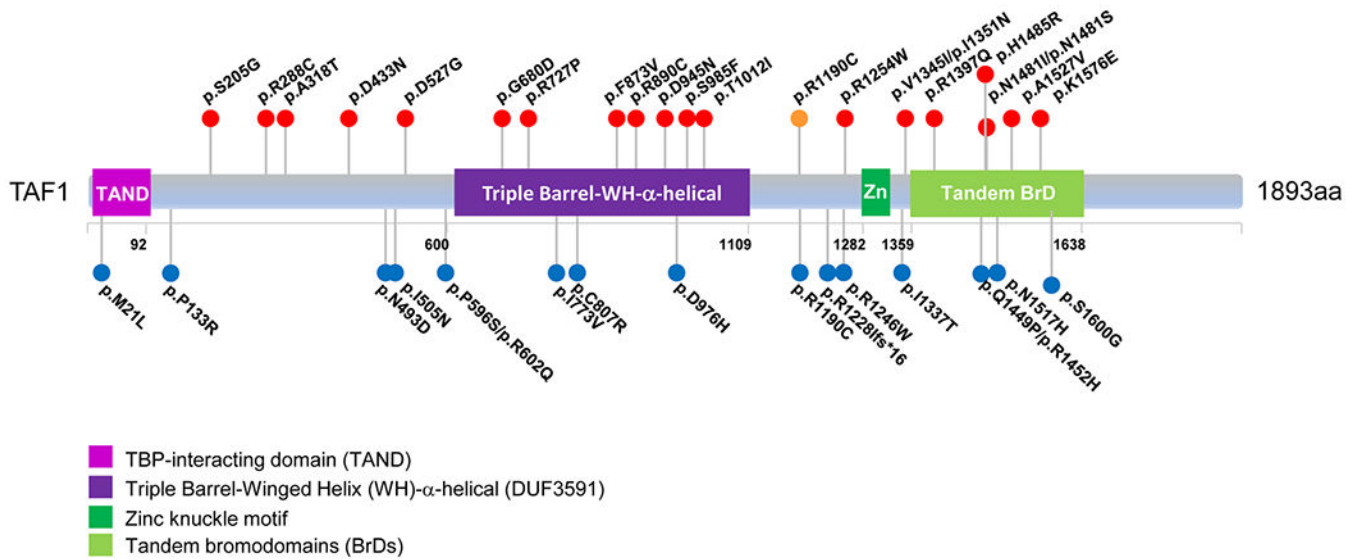 p.S205G
p.R288C
p.A318T
p.D433N
p.D527G
p.G680D
p.R727P
p.F873V
p.R890C
p.D945N
p.S985F
p.T1012I
p.R1190C
p.R1254W
p.V1345I/p.I1351N
p.R1397Q
p.H1485R
p.N1481I/p.N1481S
p.A1527V
p.K1576E
TAF1
TAND
Triple Barrel-WH-α-helical
Zn
Tandem BrD
1893aa
92
600
1109
1282
1359
1638
p.M21L
p.P133R
p.N493D
p.I505N
p.P596S/p.R602Q
p.I773V
p.C807R
p.D976H
p.R1190C
p.R1228Ifs*16
p.R1246W
p.I1337T
p.Q1449P/p.R1452H
p.N1517H
p.S1600G
TBP-interacting domain (TAND)
Triple Barrel-Winged Helix (WH)-α-helical (DUF3591)
Zinc knuckle motif
Tandem bromodomains (BrDs)